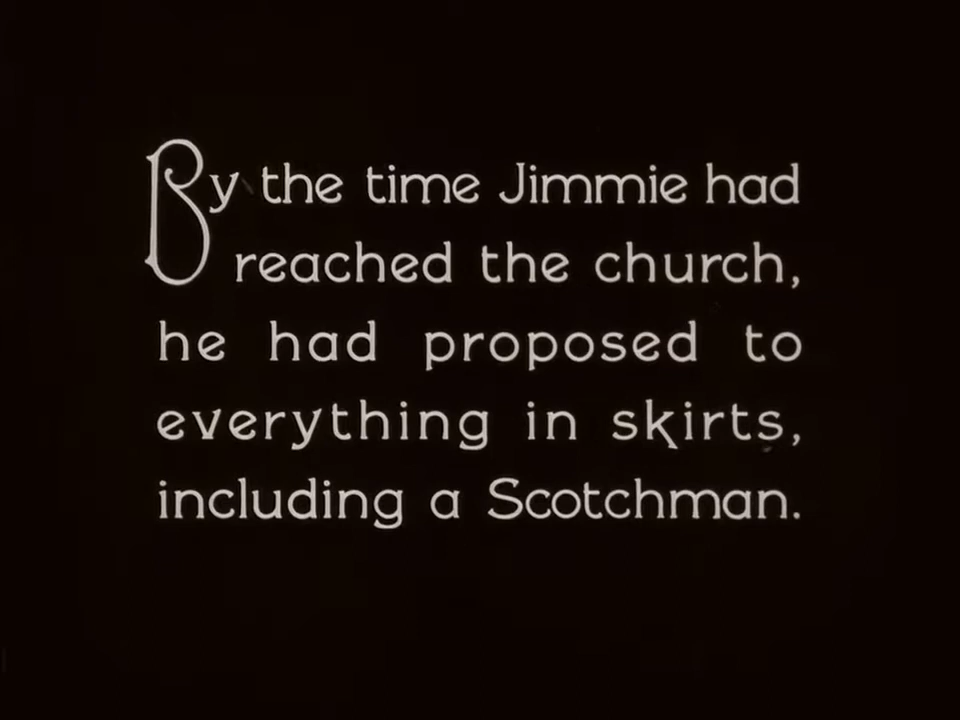 By the time Jimmie had
reached the church,
he had proposed to
everything in skirts,
including a Scotchman.